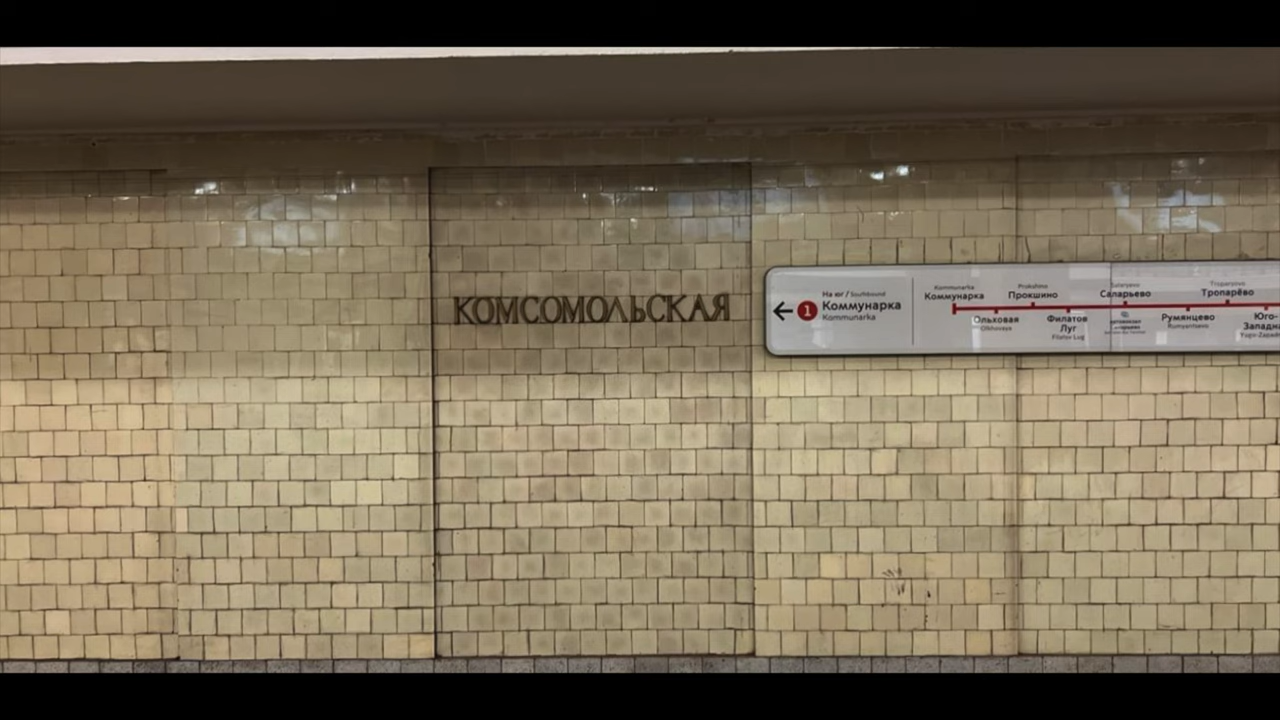 КОМСОМОЛЬСКАЯ
На юг / Southbound
1 Коммунарка
Kommunarka
Kommunarka
Коммунарка
Prokshino
Прокшино
Salaryevo
Саларьево
Troparyovo
Тропарёво
Ольховая
Olkhovaya
Филатов
Луг
Filatov Lug
Румянцево
Rumyantsevo
Юго-